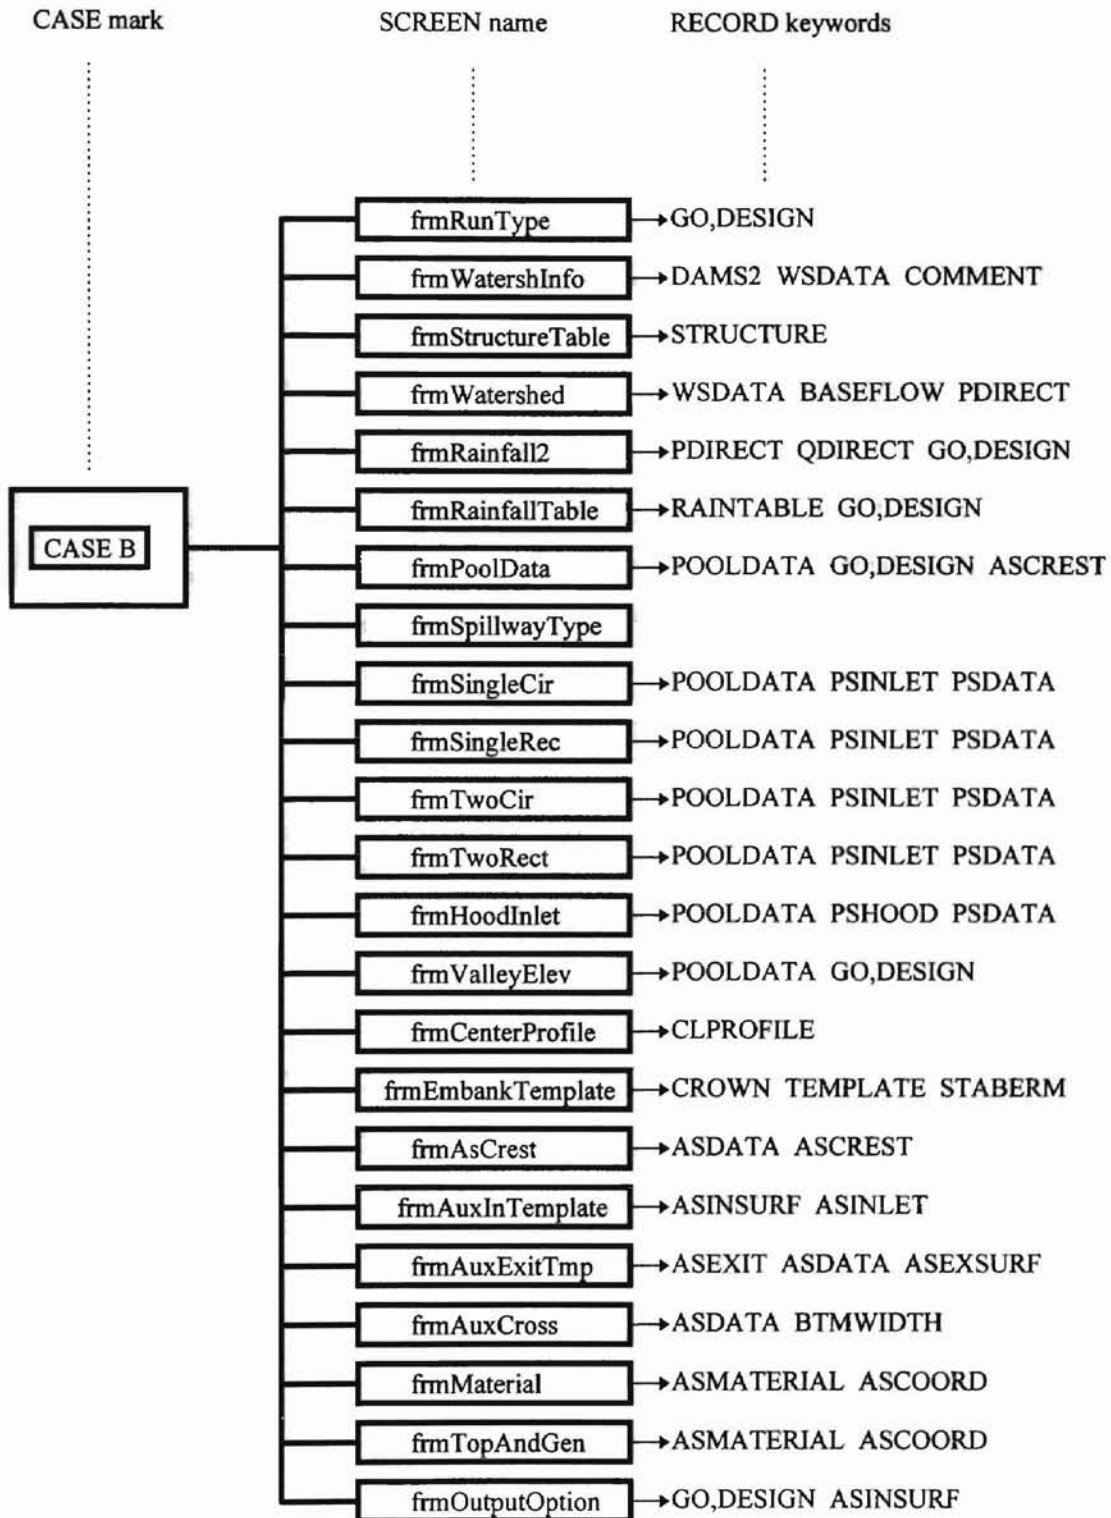 CASE mark SCREEN name RECORD keywords
frmRunType GO,DESIGN
frmWatershInfo DAMS2 WSDATA COMMENT
frmStructureTable STRUCTURE
frmWatershed WSDATA BASEFLOW PDIRECT
frmRainfall2 PDIRECT QDIRECT GO,DESIGN
frmRainfallTable RAINTABLE GO,DESIGN
CASE B
frmPoolData POOLDATA GO,DESIGN ASCREST
frmSpillwayType
frmSingleCir POOLDATA PSINLET PSDATA
frmSingleRec POOLDATA PSINLET PSDATA
frmTwoCir POOLDATA PSINLET PSDATA
frmTwoRect POOLDATA PSINLET PSDATA
frmHoodInlet POOLDATA PSHOOD PSDATA
frmValleyElev POOLDATA GO,DESIGN
frmCenterProfile CLPROFILE
frmEmbankTemplate CROWN TEMPLATE STABERM
frmAsCrest ASDATA ASCREST
frmAuxInTemplate ASINSURF ASINLET
frmAuxExitTmp ASEXIT ASDATA ASEXSURF
frmAuxCross ASDATA BTMWIDTH
frmMaterial ASMATERIAL ASCOORD
frmTopAndGen ASMATERIAL ASCOORD
frmOutputOption GO,DESIGN ASINSURF